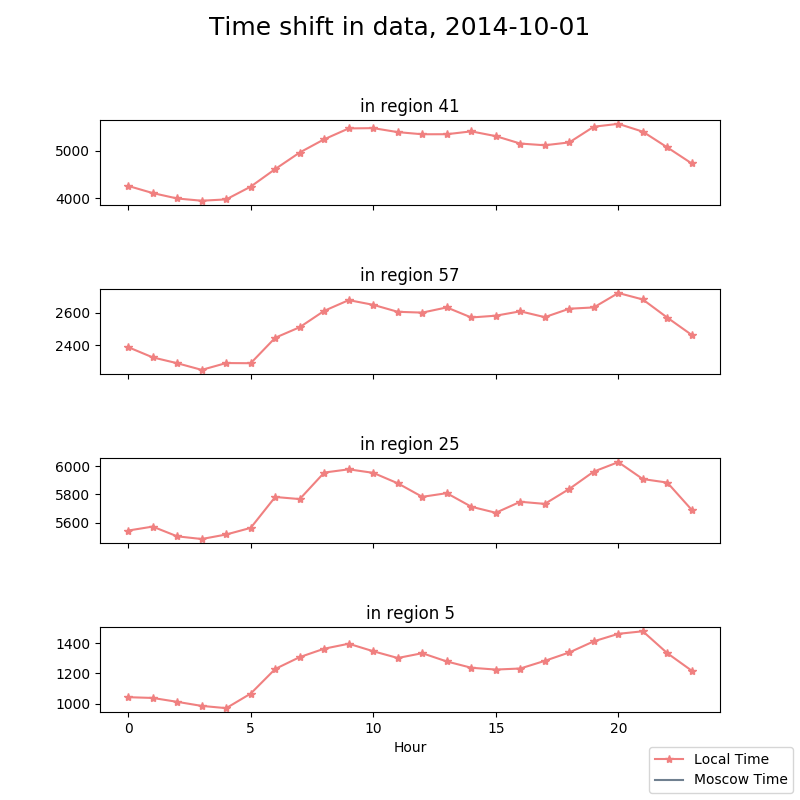 Time shift in data, 2014-10-01
in region 41
5000
4000
in region 57
2600
2400
in region 25
6000
5800
5600
in region 5
1400
1200
1000
0 5 10 15 20
Hour
Local Time
Moscow Time